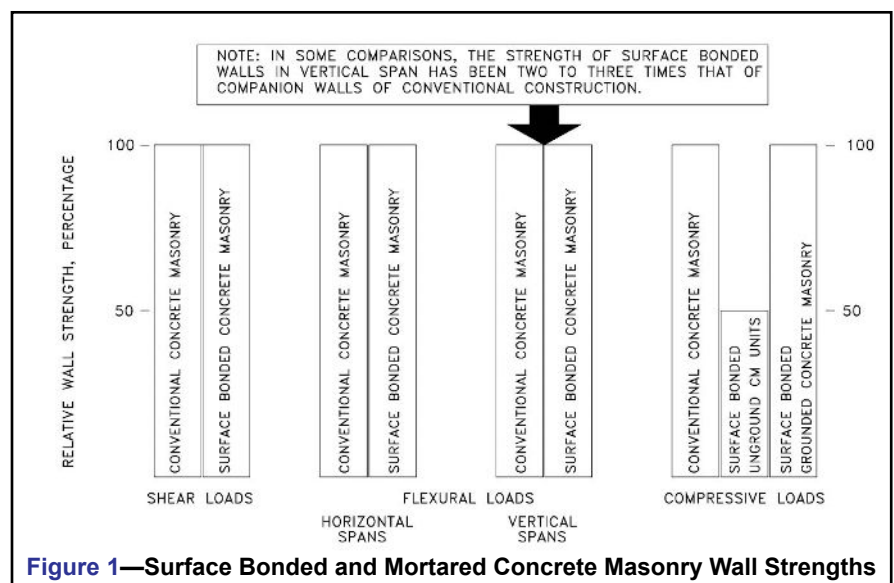 NOTE: IN SOME COMPARISONS, THE STRENGTH OF SURFACE BONDED
WALLS IN VERTICAL SPAN HAS BEEN TWO TO THREE TIMES THAT OF
COMPANION WALLS OF CONVENTIONAL CONSTRUCTION.
RELATIVE WALL STRENGTH, PERCENTAGE
100
50
CONVENTIONAL CONCRETE MASONRY
SURFACE BONDED CONCRETE MASONRY
SHEAR LOADS
CONVENTIONAL CONCRETE MASONRY
SURFACE BONDED CONCRETE MASONRY
CONVENTIONAL CONCRETE MASONRY
SURFACE BONDED CONCRETE MASONRY
FLEXURAL LOADS
HORIZONTAL
SPANS
VERTICAL
SPANS
CONVENTIONAL CONCRETE MASONRY
SURFACE BONDED
UNGROUND CM UNITS
SURFACE BONDED
GROUNDED CONCRETE MASONRY
COMPRESSIVE LOADS
100
50
Figure 1—Surface Bonded and Mortared Concrete Masonry Wall Strengths